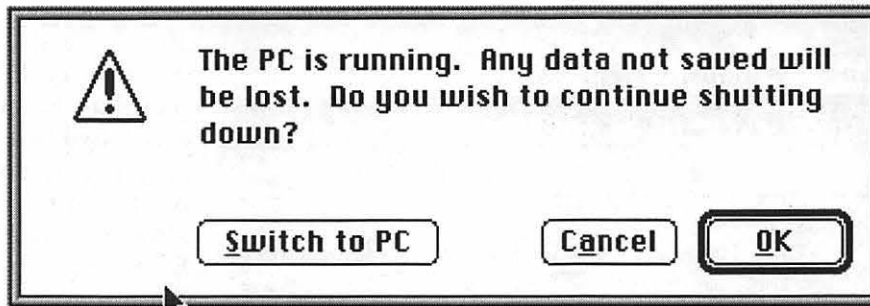 The PC is running.  Any data not saved will
be lost.  Do you wish to continue shutting
down?
Switch to PC
Cancel
OK